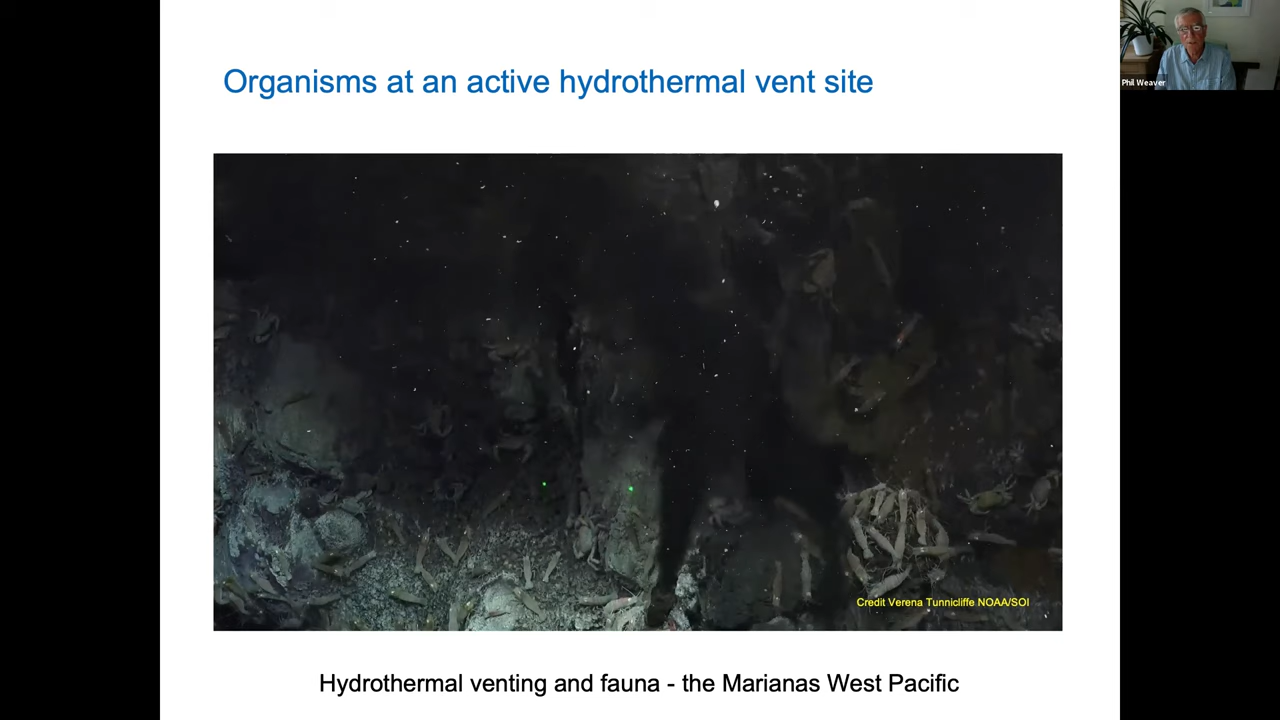 Organisms at an active hydrothermal vent site
Phil Weaver
Credit Verena Tunnicliffe NOAA/SOI
Hydrothermal venting and fauna - the Marianas West Pacific